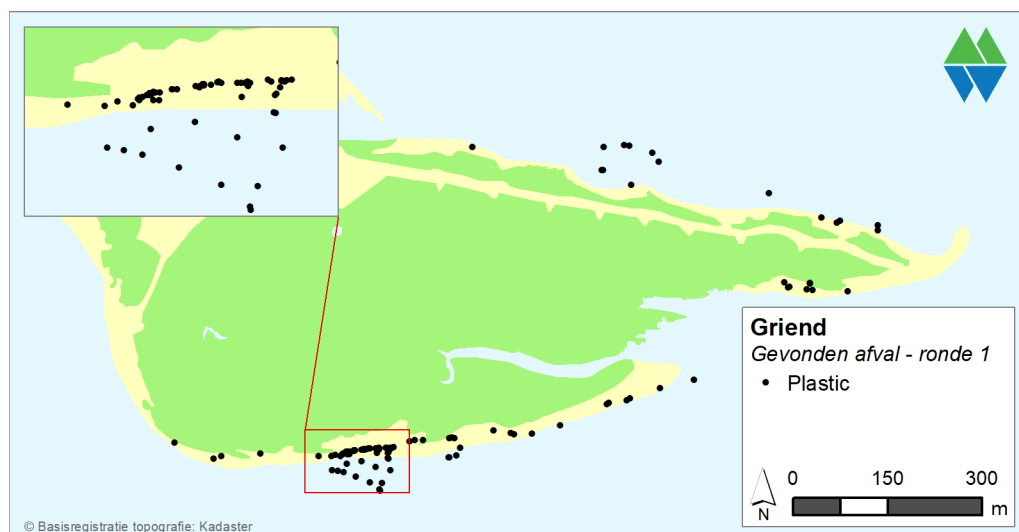 Griend
Gevonden afval - ronde 1
Plastic
0 150 300
m
N
© Basisregistratie topografie: Kadaster